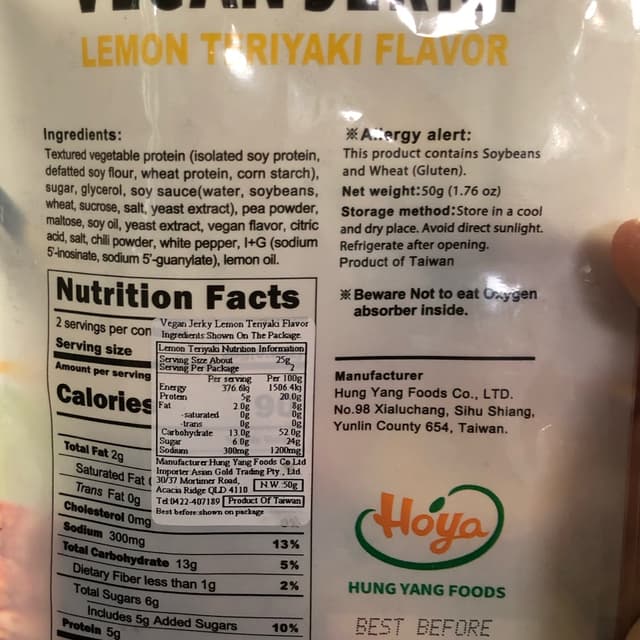 VEGAN JERKY
LEMON TERIYAKI FLAVOR
Ingredients:
Textured vegetable protein (isolated soy protein,
defatted soy flour, wheat protein, corn starch),
sugar, glycerol, soy sauce(water, soybeans,
wheat, sucrose, salt, yeast extract), pea powder,
maltose, soy oil, yeast extract, vegan flavor, citric
acid, salt, chili powder, white pepper, I+G (sodium
5'-inosinate, sodium 5'-guanylate), lemon oil.
※Allergy alert:
This product contains Soybeans
and Wheat (Gluten).
Net weight:50g (1.76 oz)
Storage method:Store in a cool
and dry place. Avoid direct sunlight.
Refrigerate after opening.
Product of Taiwan
※Beware Not to eat Oxygen
absorber inside.
Manufacturer
Hung Yang Foods Co., LTD.
No.98 Xialuchang, Sihu Shiang,
Yunlin County 654, Taiwan.
Hoya
HUNG YANG FOODS
BEST BEFORE
Nutrition Facts
2 servings per con
Serving size
Amount per serving
Calories
Total Fat 2g
Saturated Fat
Trans Fat 0g
Cholesterol 0mg 0%
Sodium 300mg 13%
Total Carbohydrate 13g 5%
Dietary Fiber less than 1g 2%
Total Sugars 6g
Includes 5g Added Sugars 10%
Protein 5g
Vegan Jerky Lemon Teriyaki Flavor
Ingredients Shown On The Package
Lemon Teriyaki Nutrition Information
Serving Size About 25g
Serving Per Package 2
Per serving Per 100g
Energy 376.6kj 1506.4kj
Protein 5g 20.0g
Fat 2.0g 8g
-saturated 0g 0g
-trans 0g 0g
Carbohydrate 13.0g 52.0g
Sugar 6.0g 24g
Sodium 300mg 1200mg
Manufacturer:Hung Yang Foods Co Ltd
Importer Asian Gold Trading Pty., Ltd.
30/37 Mortimer Road,
Acacia Ridge QLD 4110 N.W :50g
Tel:0422-407189 Product Of Taiwan
Best before:shown on package